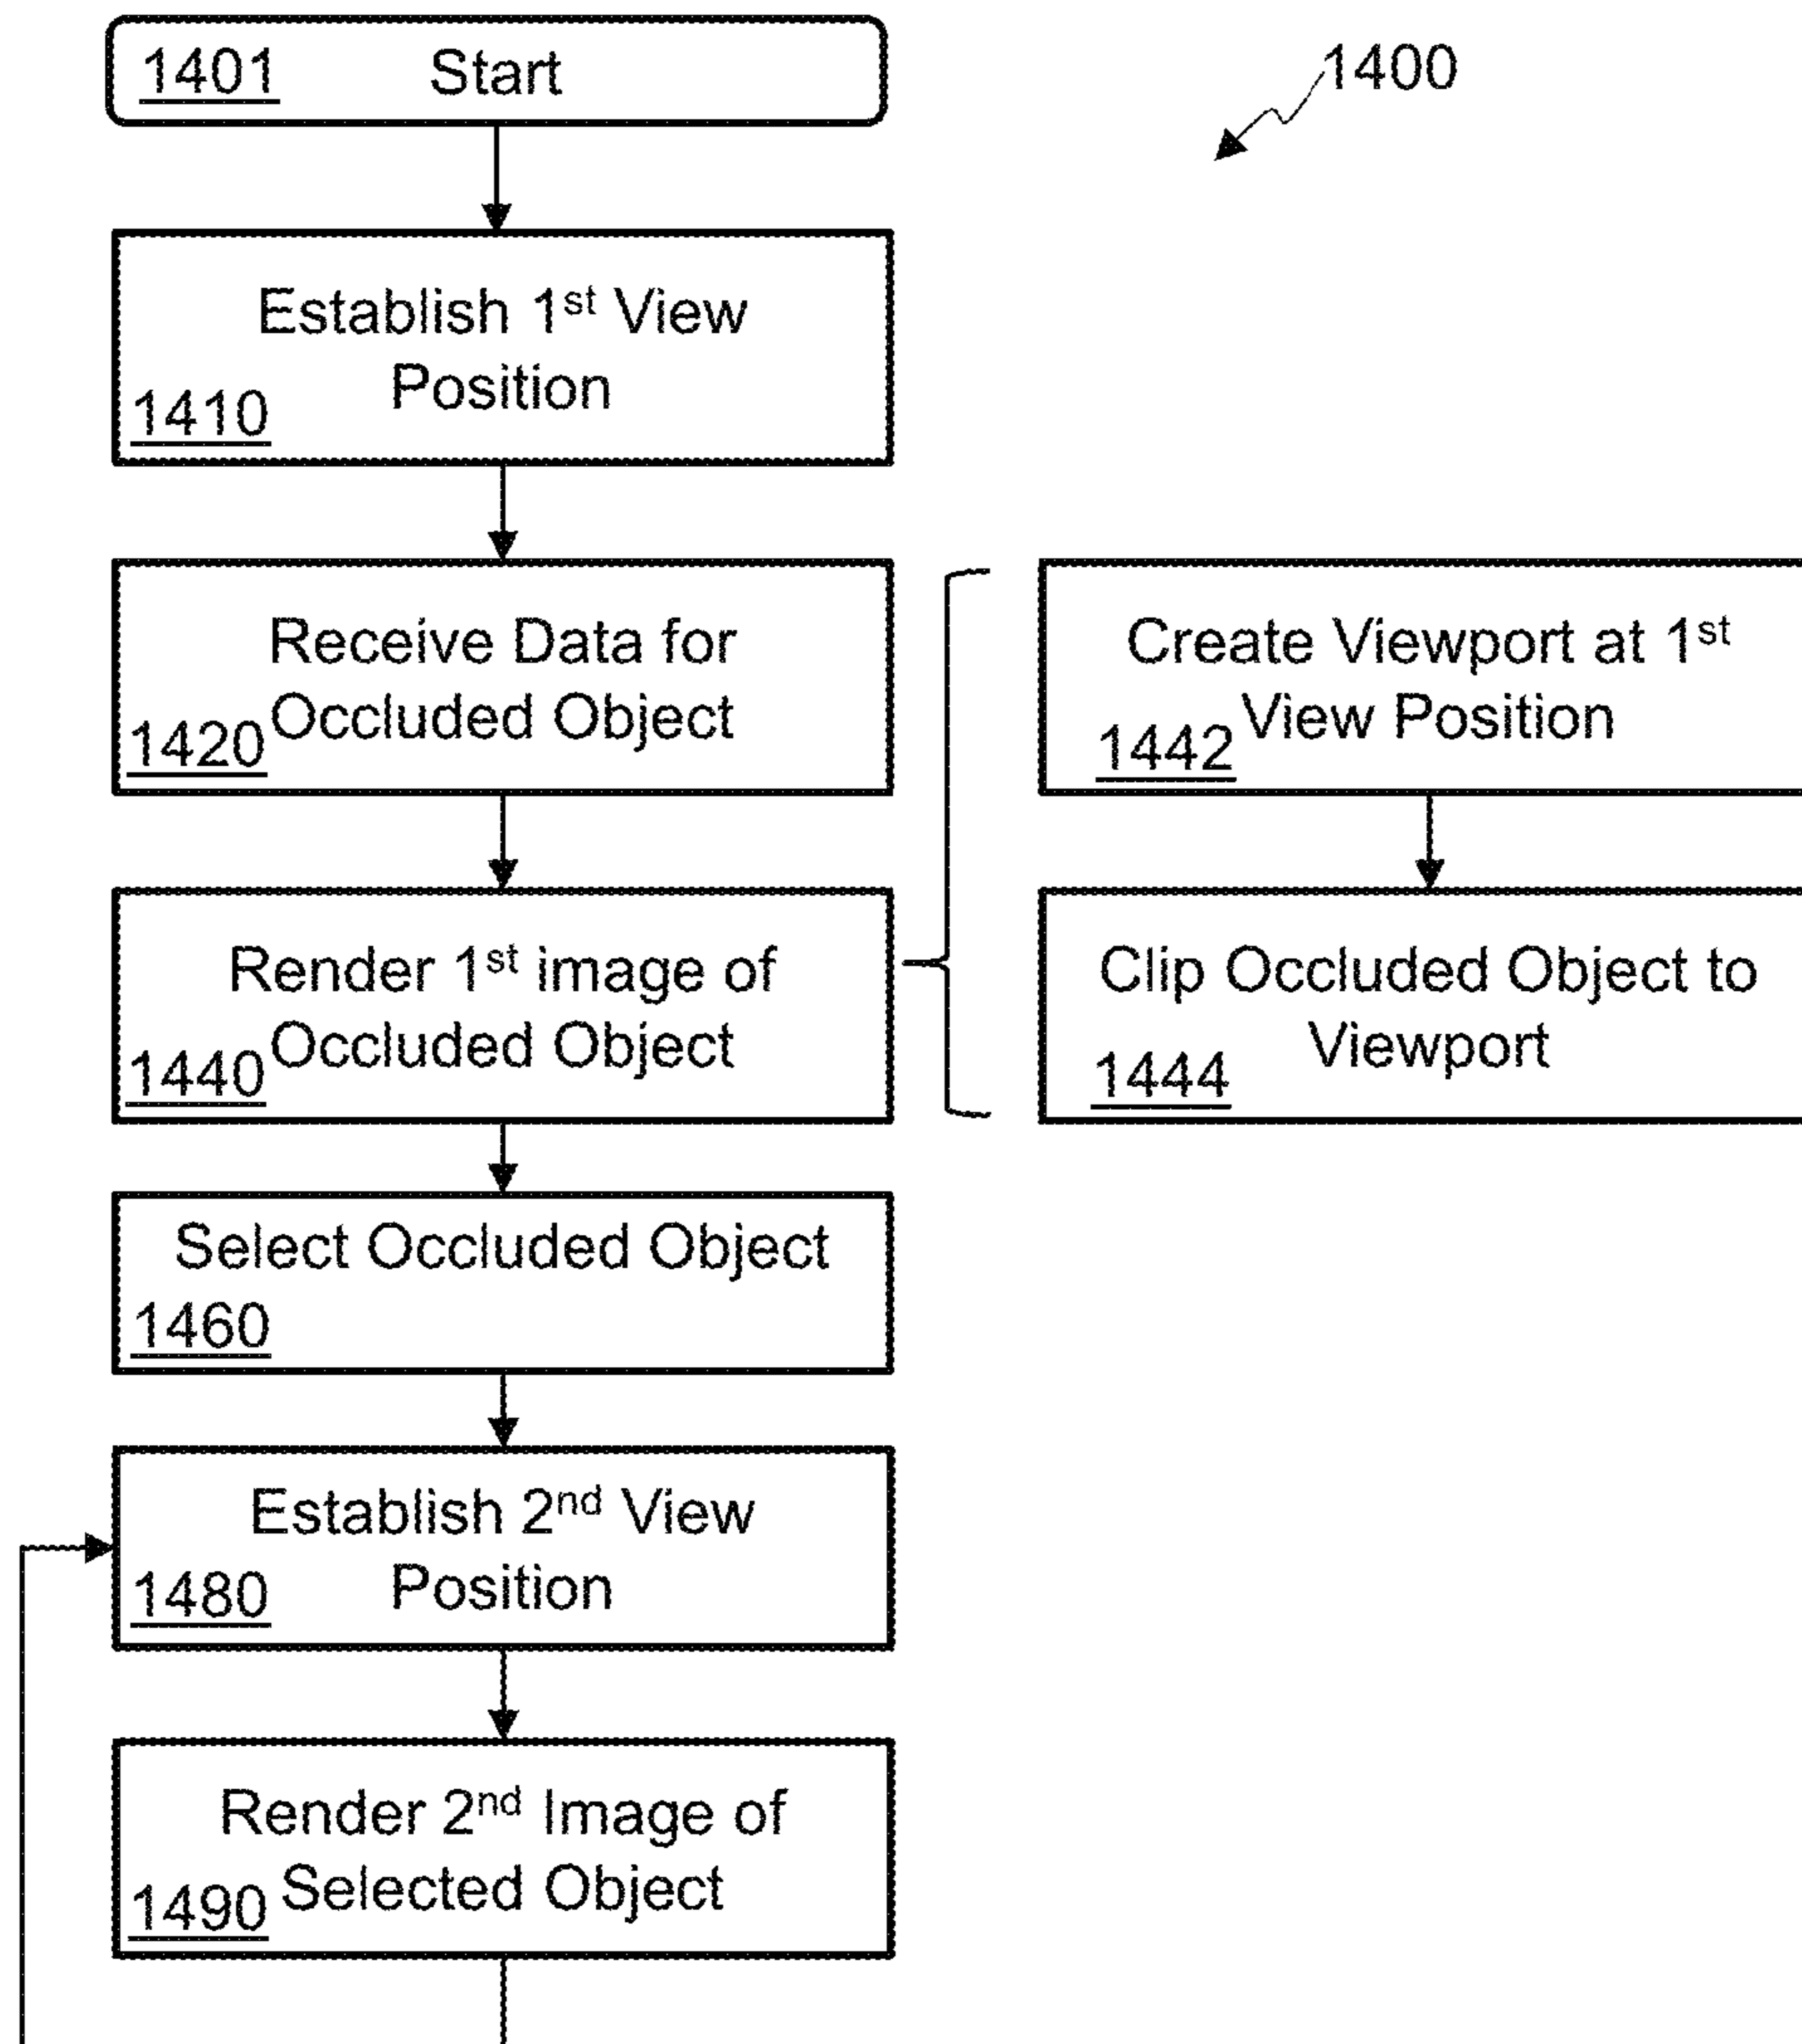 1401 Start
1400
Establish 1st View
Position
1410
Receive Data for
Occluded Object
1420
Create Viewport at 1st
View Position
1442
Render 1st image of
Occluded Object
1440
Clip Occluded Object to
Viewport
1444
Select Occluded Object
1460
Establish 2nd View
Position
1480
Render 2nd Image of
Selected Object
1490